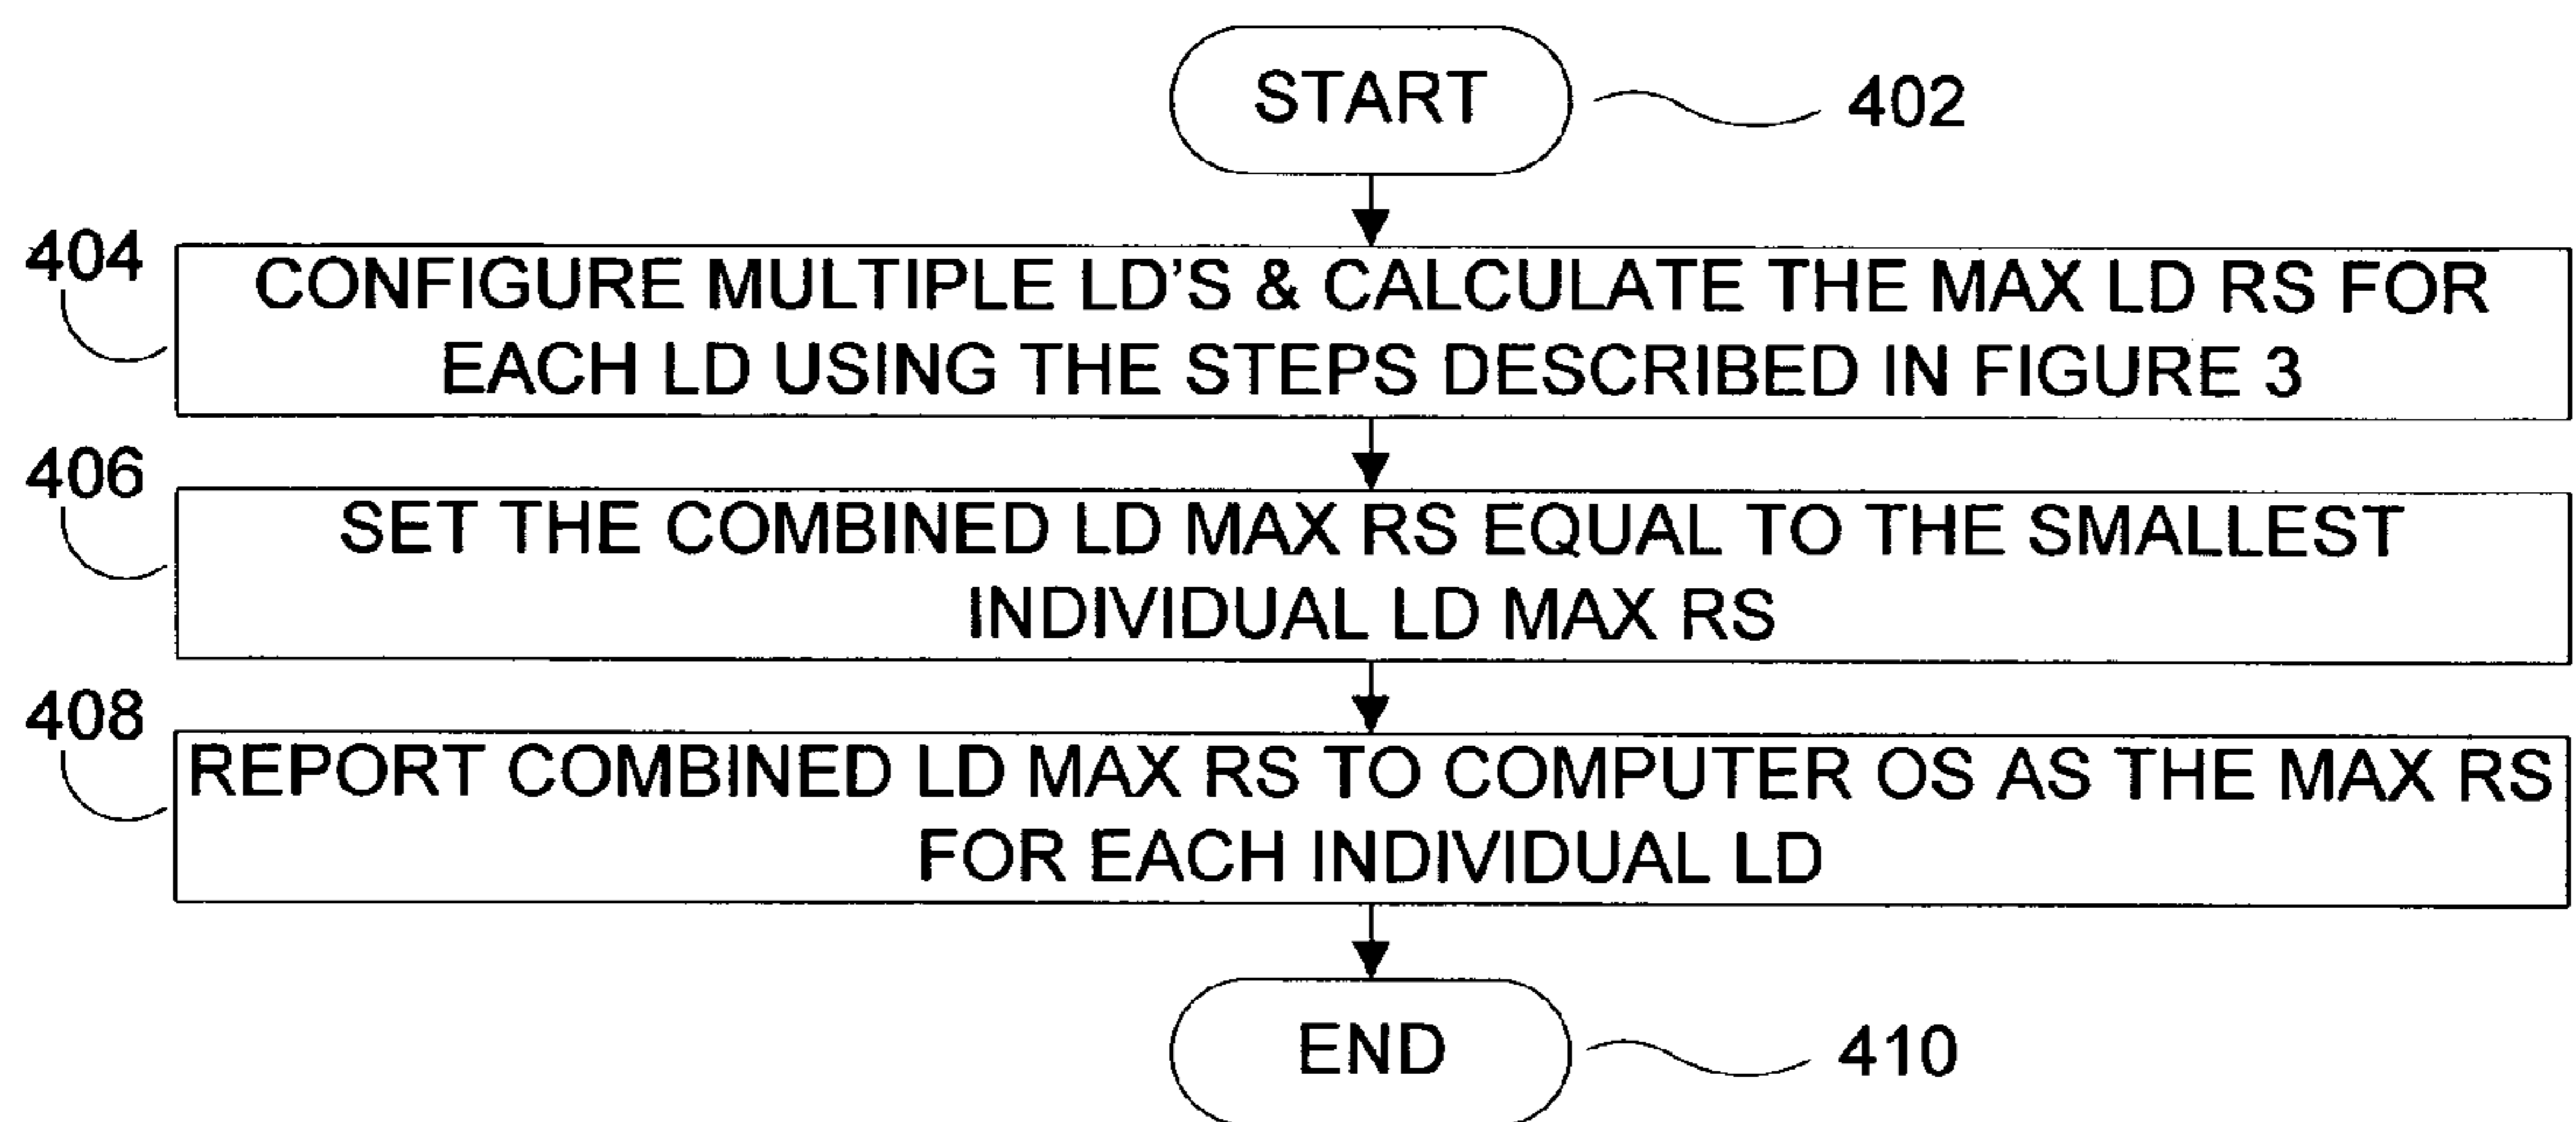 START
402
404
CONFIGURE MULTIPLE LD'S & CALCULATE THE MAX LD RS FOR
EACH LD USING THE STEPS DESCRIBED IN FIGURE 3
406
SET THE COMBINED LD MAX RS EQUAL TO THE SMALLEST
INDIVIDUAL LD MAX RS
408
REPORT COMBINED LD MAX RS TO COMPUTER OS AS THE MAX RS
FOR EACH INDIVIDUAL LD
END
410